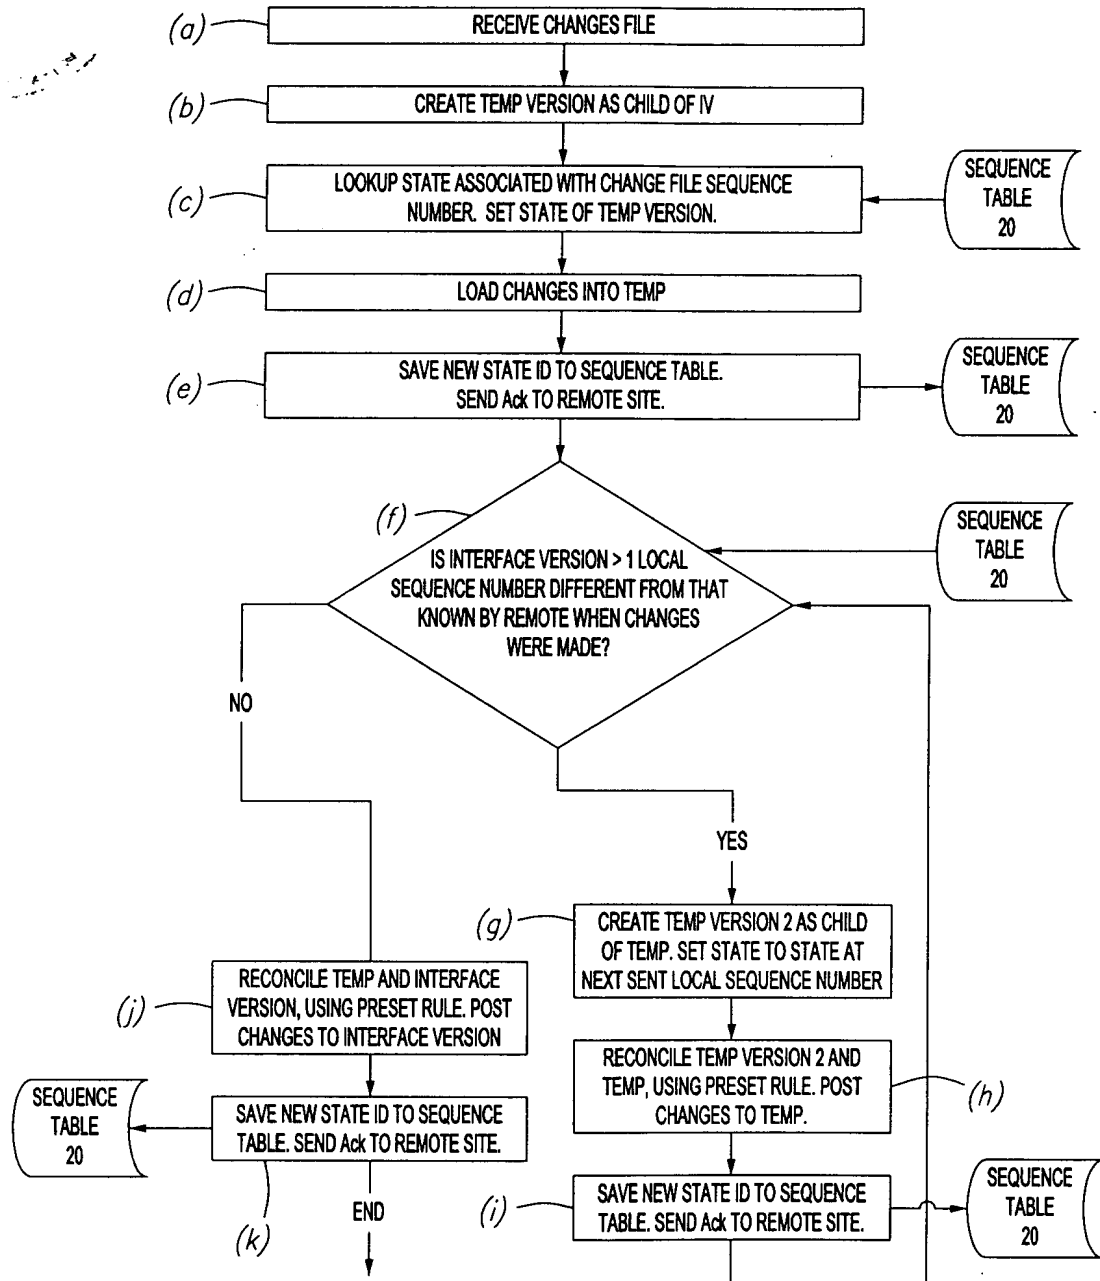 (a)
RECEIVE CHANGES FILE
(b)
CREATE TEMP VERSION AS CHILD OF IV
(c)
LOOKUP STATE ASSOCIATED WITH CHANGE FILE SEQUENCE
NUMBER. SET STATE OF TEMP VERSION.
SEQUENCE
TABLE
20
(d)
LOAD CHANGES INTO TEMP
(e)
SAVE NEW STATE ID TO SEQUENCE TABLE.
SEND Ack TO REMOTE SITE.
SEQUENCE
TABLE
20
(f)
IS INTERFACE VERSION > 1 LOCAL
SEQUENCE NUMBER DIFFERENT FROM THAT
KNOWN BY REMOTE WHEN CHANGES
WERE MADE?
SEQUENCE
TABLE
20
NO
YES
(g)
CREATE TEMP VERSION 2 AS CHILD
OF TEMP. SET STATE TO STATE AT
NEXT SENT LOCAL SEQUENCE NUMBER
(j)
RECONCILE TEMP AND INTERFACE
VERSION, USING PRESET RULE. POST
CHANGES TO INTERFACE VERSION
RECONCILE TEMP VERSION 2 AND
TEMP, USING PRESET RULE. POST
CHANGES TO TEMP.
(h)
SEQUENCE
TABLE
20
SAVE NEW STATE ID TO SEQUENCE
TABLE. SEND Ack TO REMOTE SITE.
(k)
END
(i)
SAVE NEW STATE ID TO SEQUENCE
TABLE. SEND Ack TO REMOTE SITE.
SEQUENCE
TABLE
20